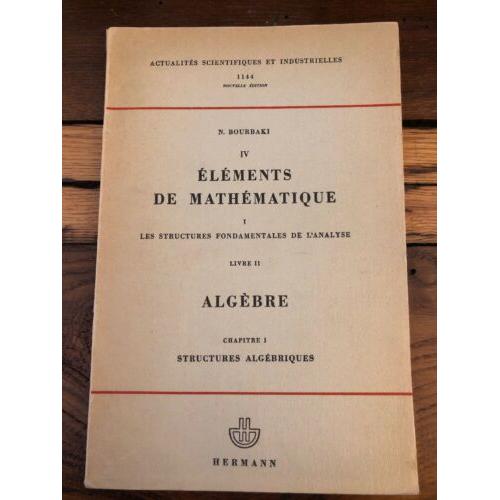 ACTUALITÉS SCIENTIFIQUES ET INDUSTRIELLES
1144
NOUVELLE ÉDITION
N. BOURBAKI
IV
ÉLÉMENTS
DE MATHÉMATIQUE
I
LES STRUCTURES FONDAMENTALES DE L'ANALYSE
LIVRE II
ALGÈBRE
CHAPITRE I
STRUCTURES ALGÉBRIQUES
HERMANN